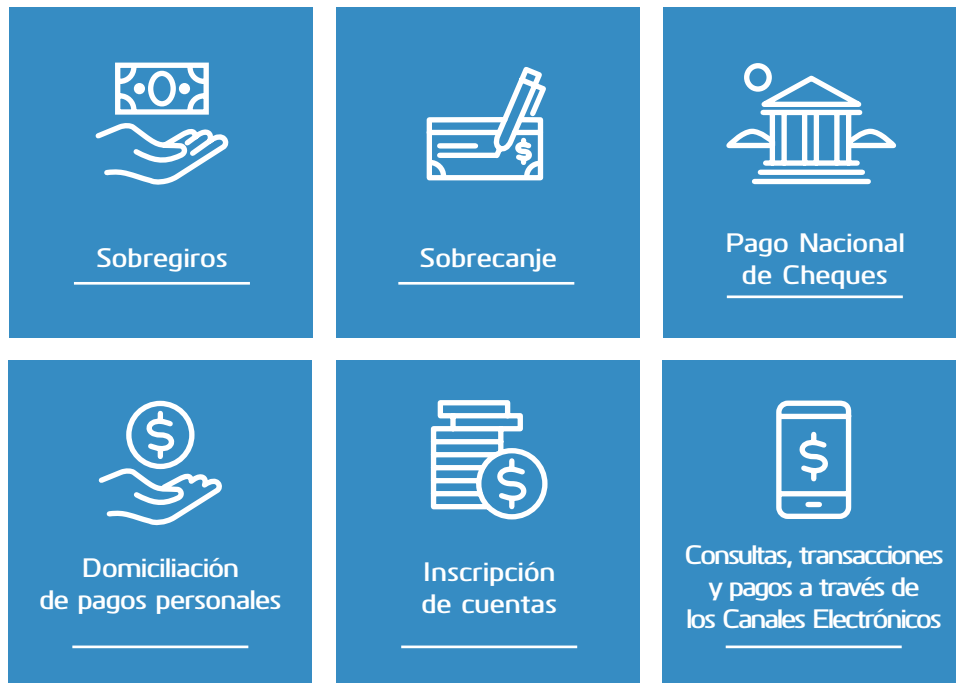 Sobregiros
Sobrecanje
Pago Nacional
de Cheques
$
Domiciliación
de pagos personales
$
Inscripción
de cuentas
$
Consultas, transacciones
y pagos a través de
los Canales Electrónicos
$